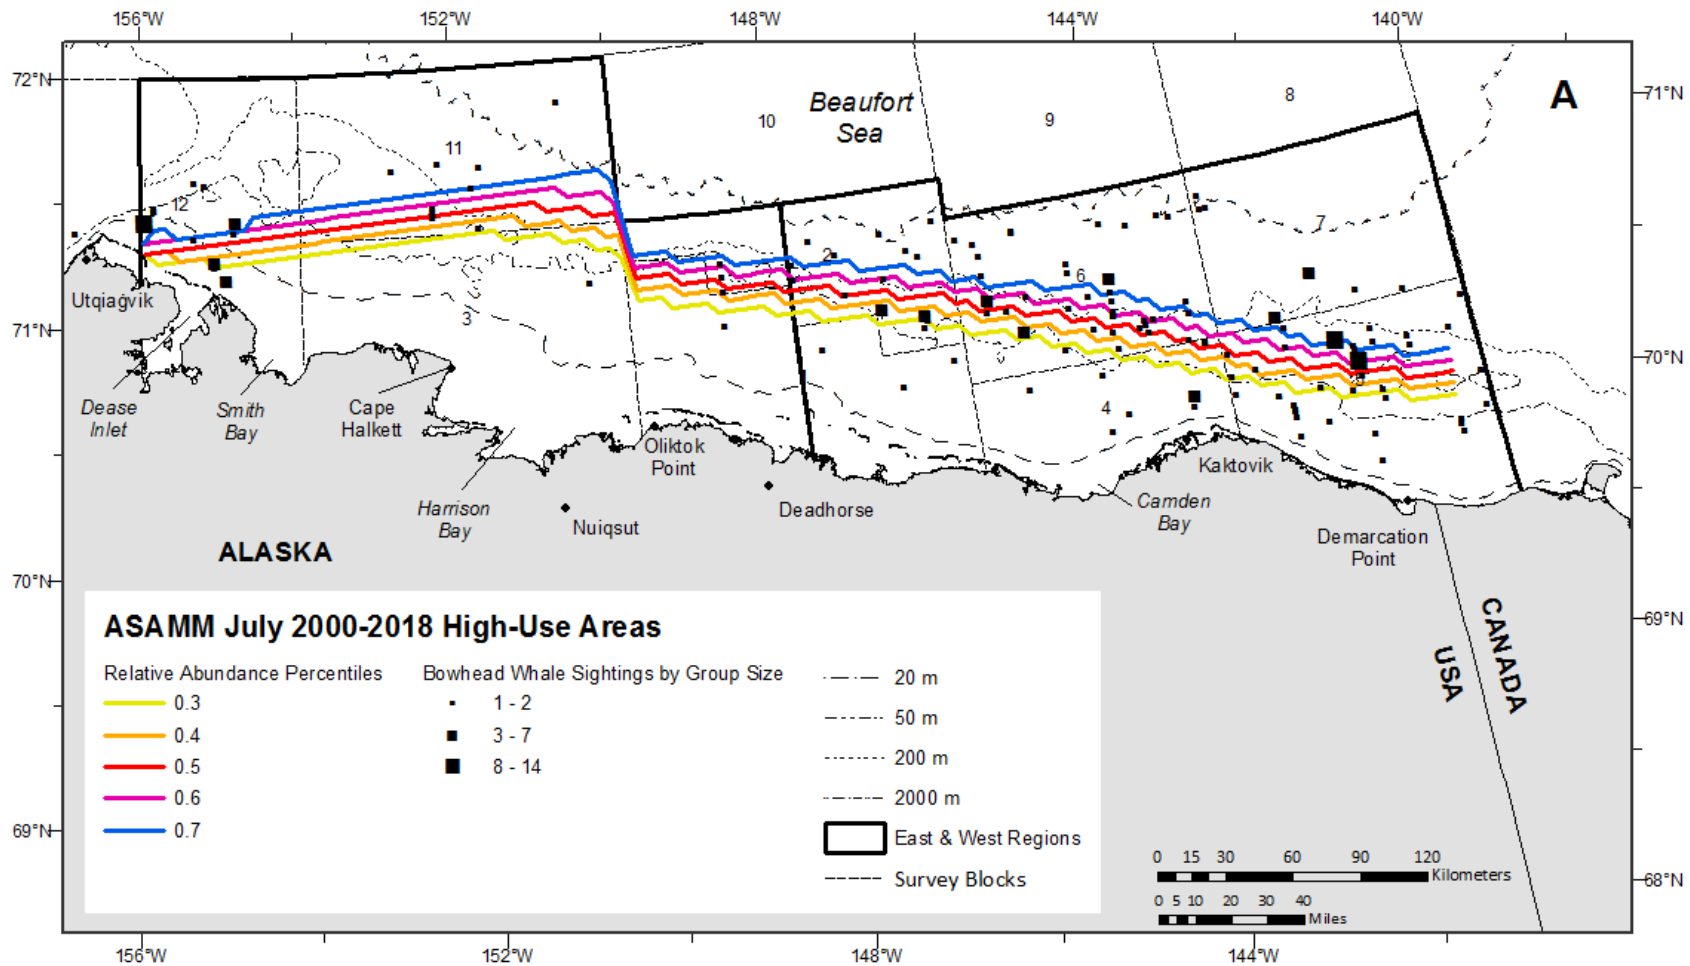 156°W 152°W 148°W 144°W 140°W
72°N
71°N
A
8
Beaufort
Sea
10
9
11
12
7
2
6
Utqiaġvik
71°N
3
70°N
4
Dease
Inlet
Smith
Bay
Cape
Halkett
Oliktok
Point
Kaktovik
Harrison
Bay
Nuiqsut
Deadhorse
Camden
Bay
Demarcation
Point
ALASKA
70°N
69°N
USA
CANADA
ASAMM July 2000-2018 High-Use Areas
Relative Abundance Percentiles
0.3
0.4
0.5
0.6
0.7
Bowhead Whale Sightings by Group Size
1 - 2
3 - 7
8 - 14
20 m
50 m
200 m
2000 m
East & West Regions
Survey Blocks
69°N
68°N
0 15 30 60 90 120
Kilometers
0 5 10 20 30 40
Miles
156°W 152°W 148°W 144°W